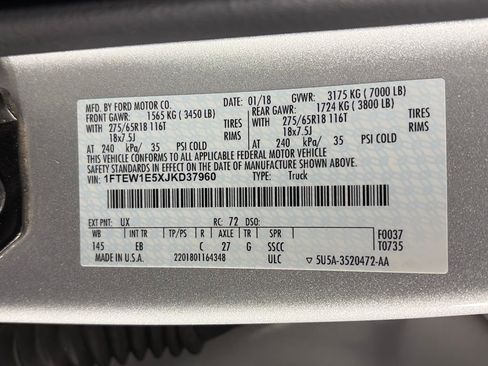 MFD. BY FORD MOTOR CO. DATE: 01/18 GVWR: 3175 KG ( 7000 LB)
FRONT GAWR: 1565 KG ( 3450 LB) REAR GAWR: 1724 KG ( 3800 LB)
WITH 275/65R18 116T TIRES WITH 275/65R18 116T TIRES
18x7.5J RIMS 18x7.5J RIMS
AT 240 kPa/ 35 PSI COLD AT 240 kPa/ 35 PSI COLD
THIS VEHICLE CONFORMS TO ALL APPLICABLE FEDERAL MOTOR VEHICLE
SAFETY STANDARDS IN EFFECT ON THE DATE OF MANUFACTURE SHOWN ABOVE.
VIN: 1FTEW1E5XJKD37960 TYPE: Truck
EXT PNT: UX RC: 72 DSO:
WB INT TR TP/PS R AXLE TR SPR F0037
145 EB C 27 G SSCC T0735
MADE IN U.S.A. 2201801164348 ULC ▽ 5U5A-3520472-AA